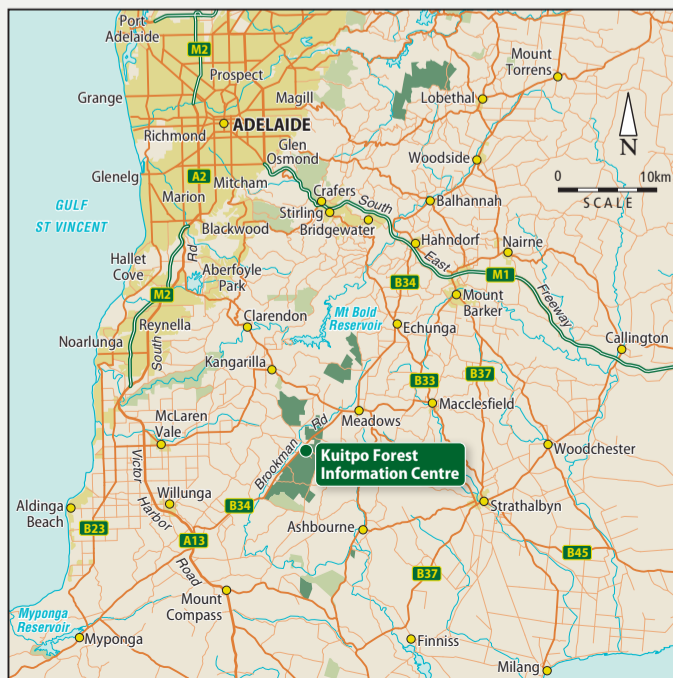 Port
Adelaide
M2
Prospect
Mount
Torrens
Grange
Magill
Lobethal
Richmond
ADELAIDE
N
Glen
Osmond
Woodside
Glenelg
A2
Mitcham
0
10km
SCALE
Marion
Crafers
South
Balhannah
GULF
ST VINCENT
Stirling
Blackwood
Bridgewater
Hahndorf
Nairne
Hallet
Cove
Rd
East
Aberfoyle
Park
B34
M1
M2
Mount
Barker
Freeway
Mt Bold
Reservoir
Reynella
Clarendon
Echunga
Noarlunga
South
Callington
Kangarilla
B33
B37
McLaren
Vale
Brookman Rd
Meadows
Macclesfield
Kuitpo Forest
Information Centre
Woodchester
Victor
Harbor
Road
Willunga
B34
Strathalbyn
Aldinga
Beach
B23
Ashbourne
A13
B45
B37
Mount
Compass
Myponga
Reservoir
Myponga
Finniss
Milang